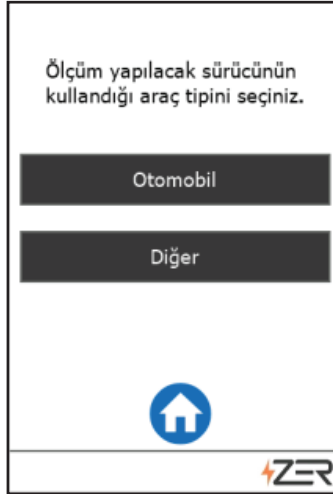 Ölçüm yapılacak sürücünün
kullandığı araç tipini seçiniz.
Otomobil
Diğer
ZER